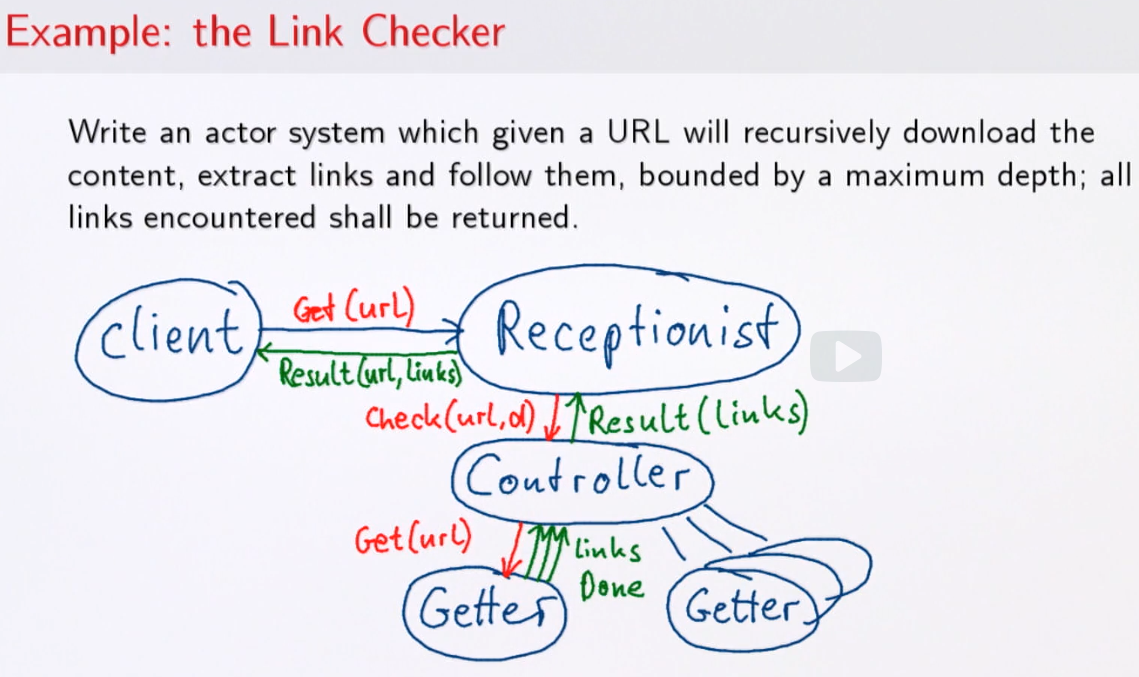 Example: the Link Checker
Write an actor system which given a URL will recursively download the
content, extract links and follow them, bounded by a maximum depth; all
links encountered shall be returned.
Get (url)
client
Receptionist
Result (url, links)
Check (url, d)
Result (links)
Controller
Get (url)
Links
Done
Getter
Getter